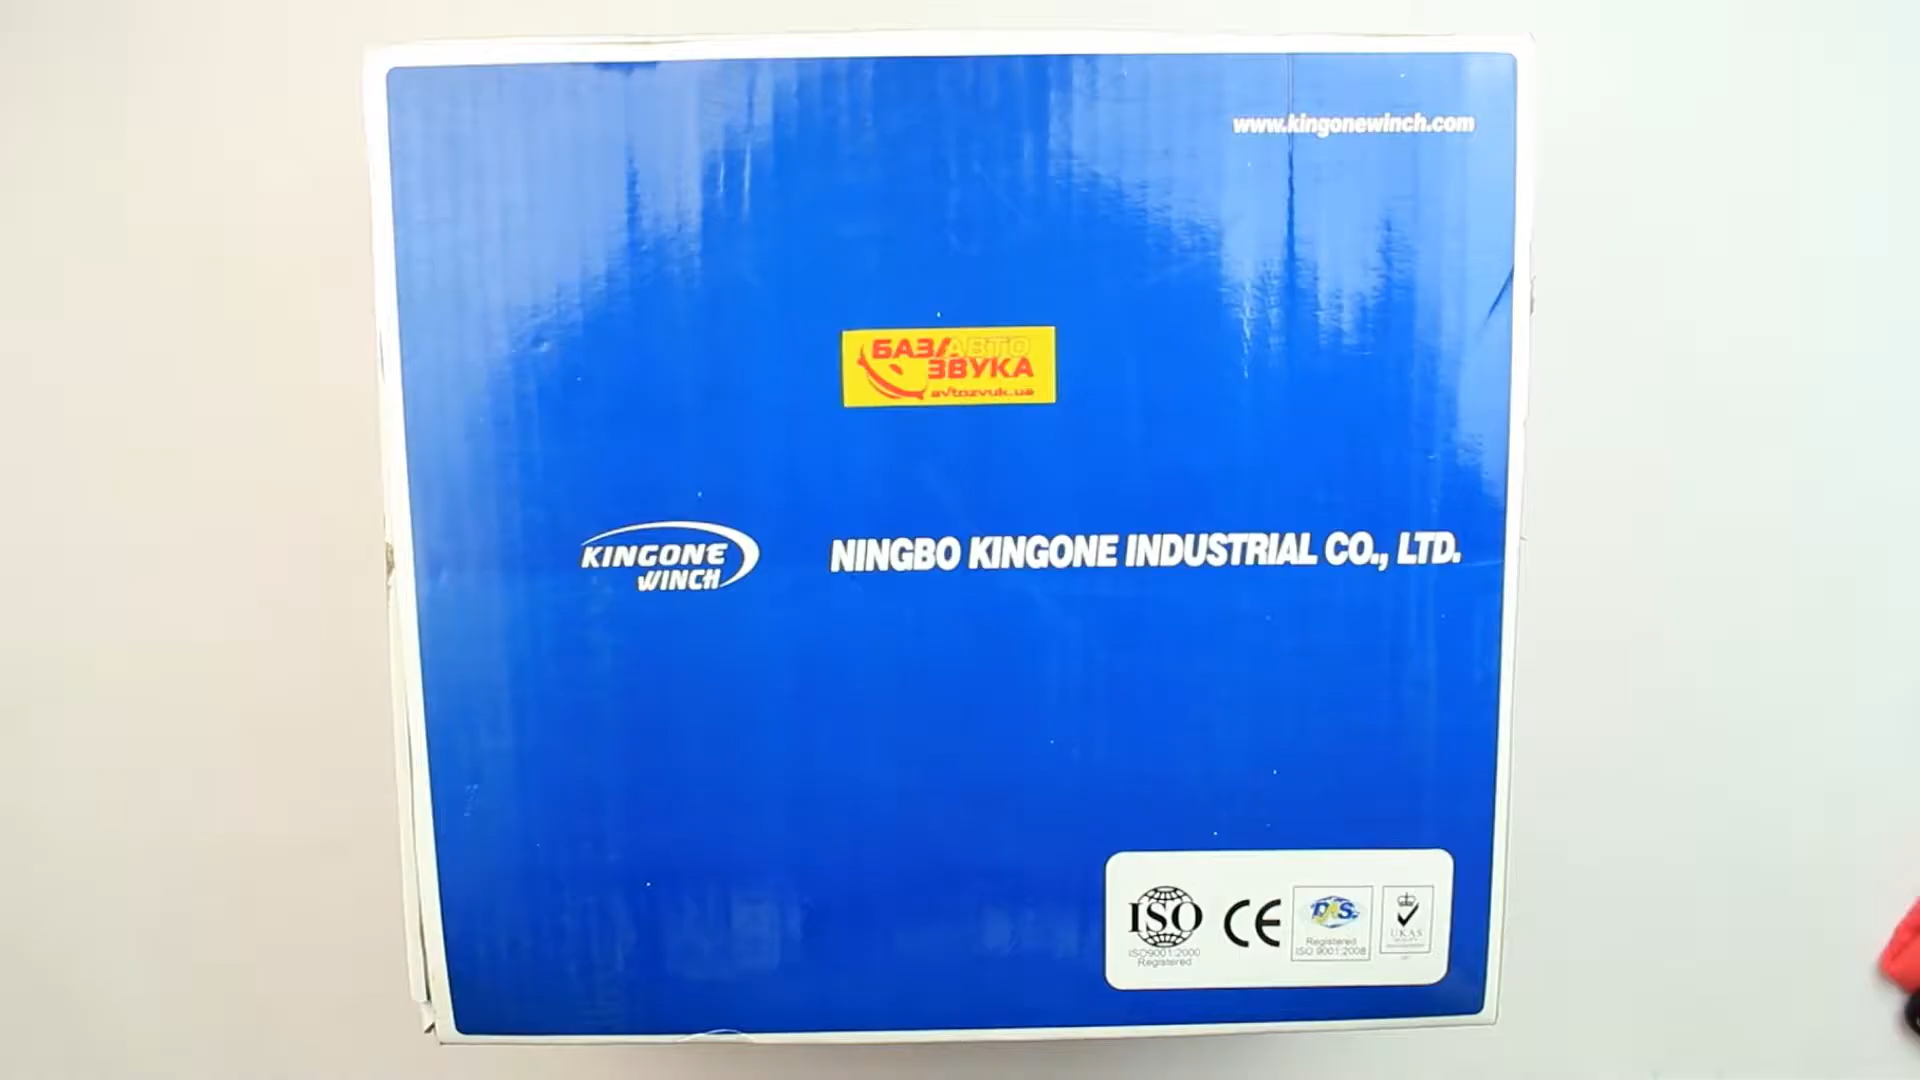 www.kingonewinch.com
БАЗА АВТО
ЗВУКА
avtozvuk.ua
KINGONE
WINCH
NINGBO KINGONE INDUSTRIAL CO., LTD.
ISO
ISO9001:2000
Registered
CE
DAS
Registered
ISO 9001:2008
UKAS